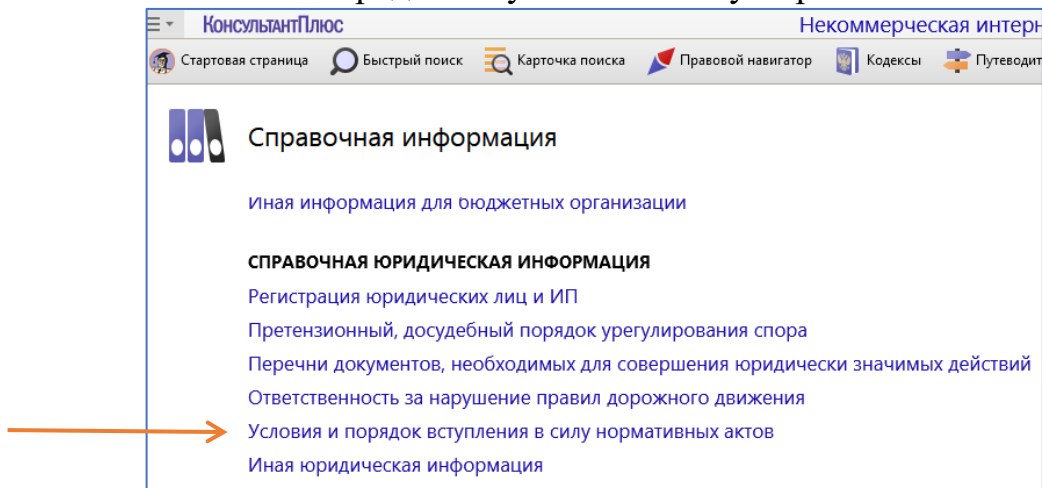 КонсультантПлюс Некоммерческая интерн
Стартовая страница Быстрый поиск Карточка поиска Правовой навигатор Кодексы Путеводит
Справочная информация
Иная информация для бюджетных организации
СПРАВОЧНАЯ ЮРИДИЧЕСКАЯ ИНФОРМАЦИЯ
Регистрация юридических лиц и ИП
Претензионный, досудебный порядок урегулирования спора
Перечни документов, необходимых для совершения юридически значимых действий
Ответственность за нарушение правил дорожного движения
Условия и порядок вступления в силу нормативных актов
Иная юридическая информация